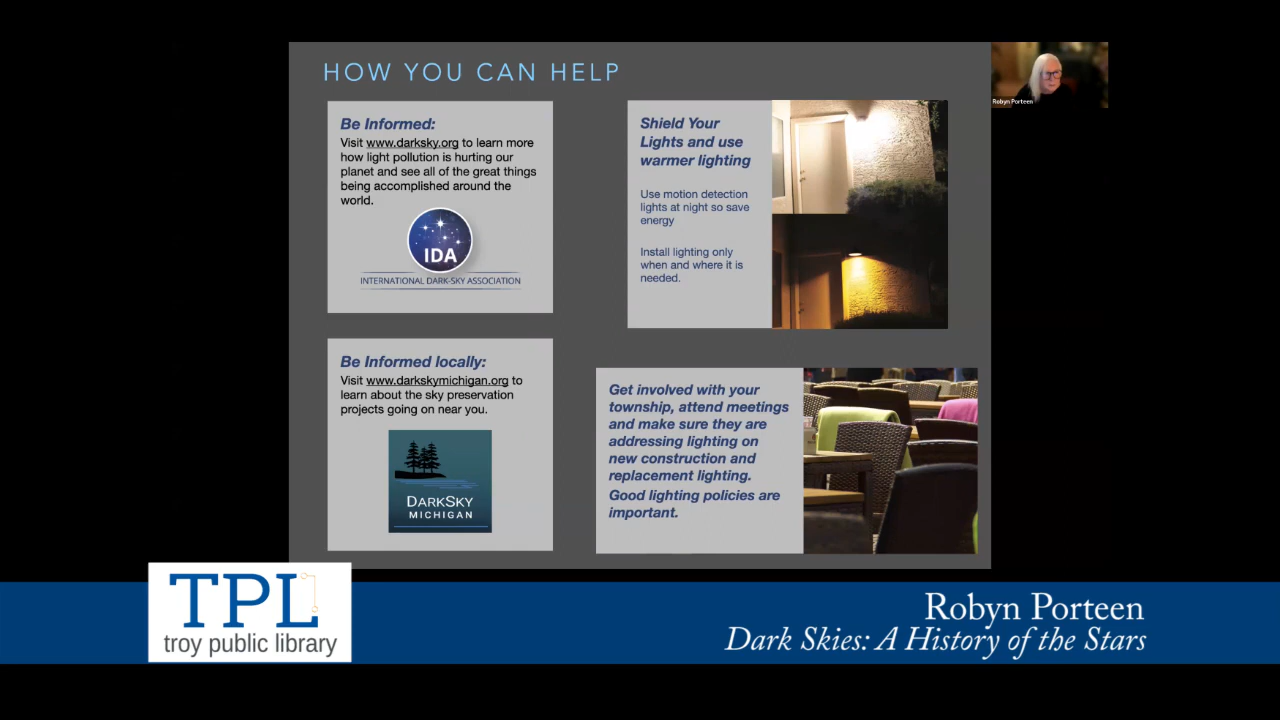 HOW YOU CAN HELP
Be Informed:
Visit www.darksky.org to learn more
how light pollution is hurting our
planet and see all of the great things
being accomplished around the
world.
IDA
INTERNATIONAL DARK-SKY ASSOCIATION
Shield Your
Lights and use
warmer lighting
Use motion detection
lights at night so save
energy
Install lighting only
when and where it is
needed.
Be Informed locally:
Visit www.darkskymichigan.org to
learn about the sky preservation
projects going on near you.
DARKSKY
MICHIGAN
Get involved with your
township, attend meetings
and make sure they are
addressing lighting on
new construction and
replacement lighting.
Good lighting policies are
important.
Robyn Porteen
TPL
troy public library
Robyn Porteen
Dark Skies: A History of the Stars